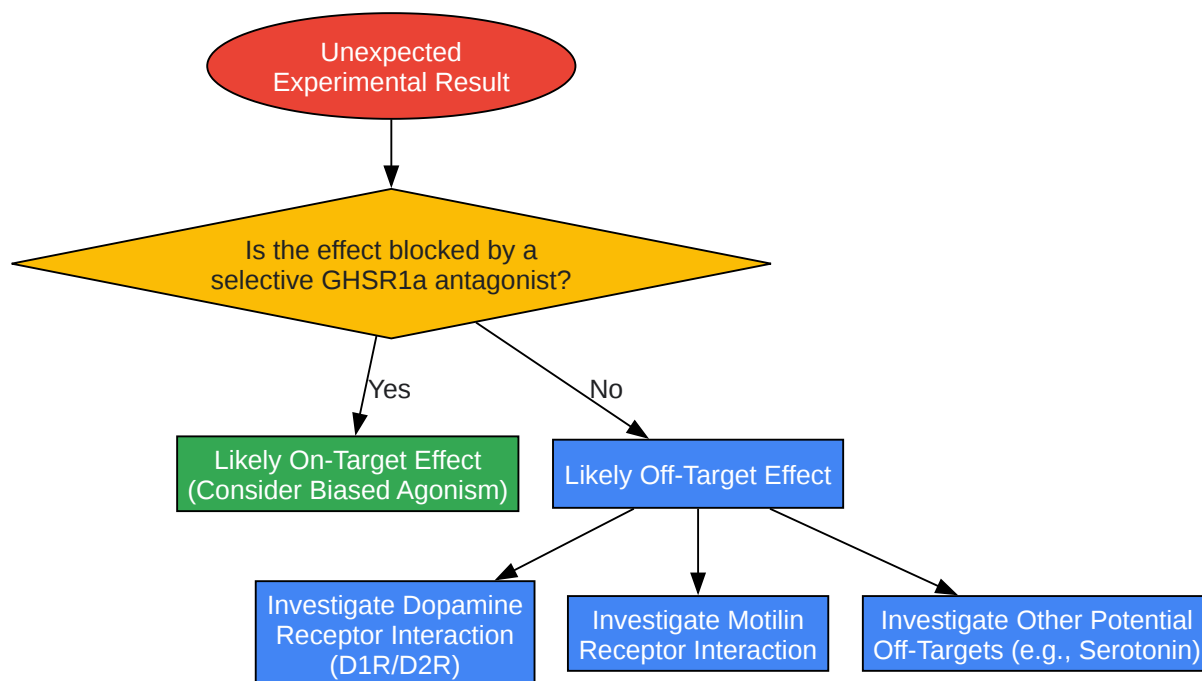 Unexpected
Experimental Result
Is the effect blocked by a
selective GHSR1a antagonist?
Yes
No
Likely On-Target Effect
(Consider Biased Agonism)
Likely Off-Target Effect
Investigate Dopamine
Receptor Interaction
(D1R/D2R)
Investigate Motilin
Receptor Interaction
Investigate Other Potential
Off-Targets (e.g., Serotonin)